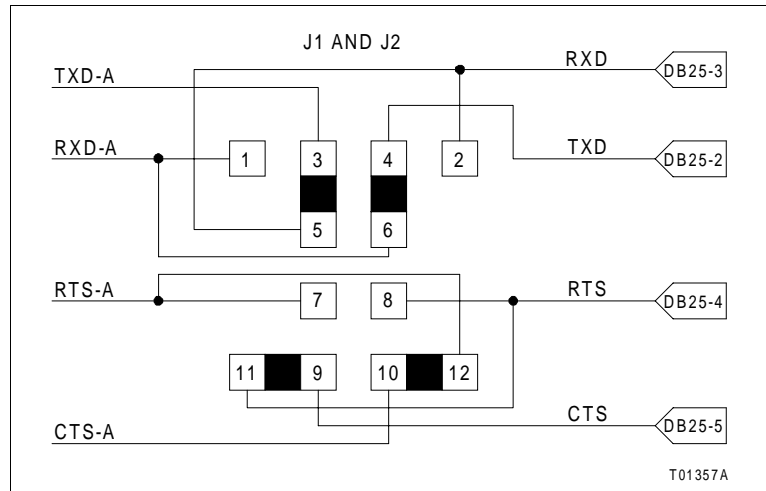 J1 AND J2
RXD
DB25-3
TXD-A
RXD-A
1
3
4
2
TXD
DB25-2
5
6
RTS-A
7
8
RTS
DB25-4
11
9
10
12
CTS
DB25-5
CTS-A
T01357A